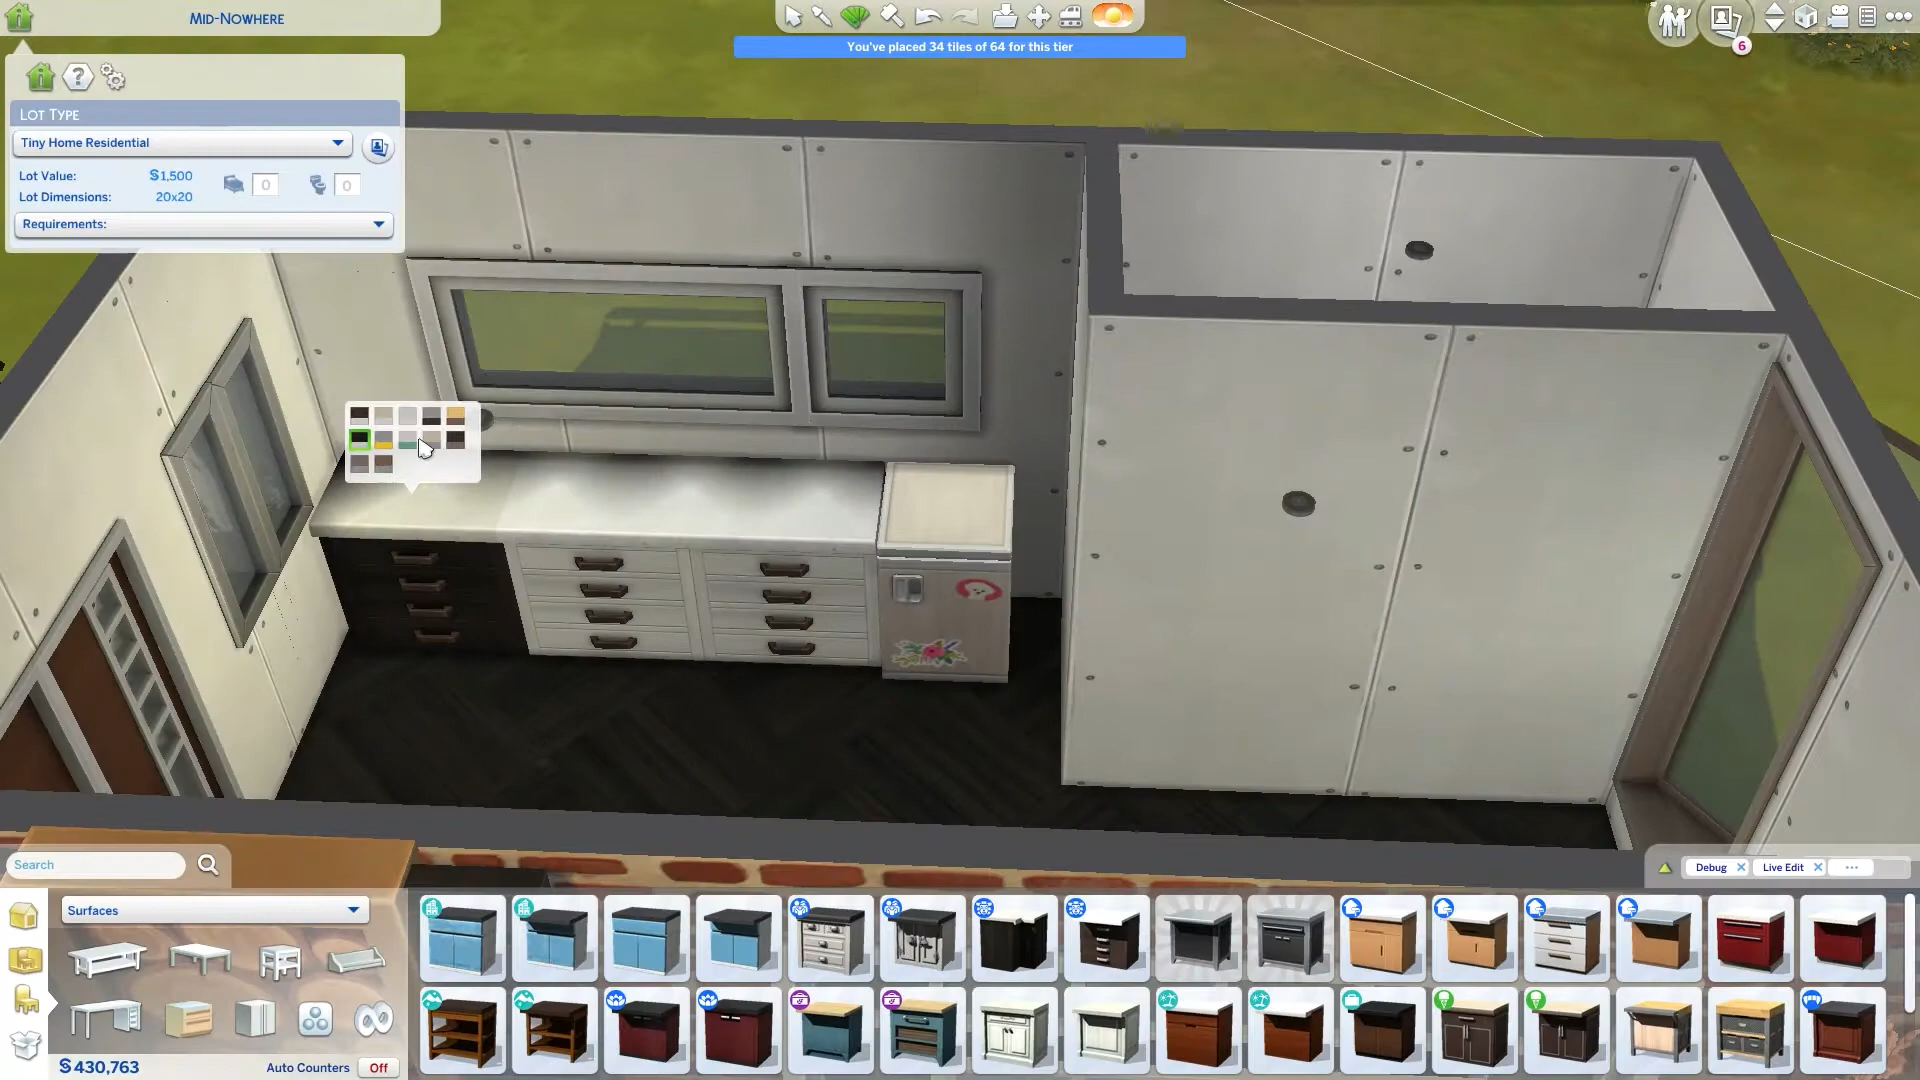 MID-NOWHERE
You've placed 34 tiles of 64 for this tier
6
?
LOT TYPE
Tiny Home Residential
Lot Value: §1,500
0 0
Lot Dimensions: 20x20
Requirements:
Search
Debug
Live Edit
Surfaces
§430,763
Auto Counters Off